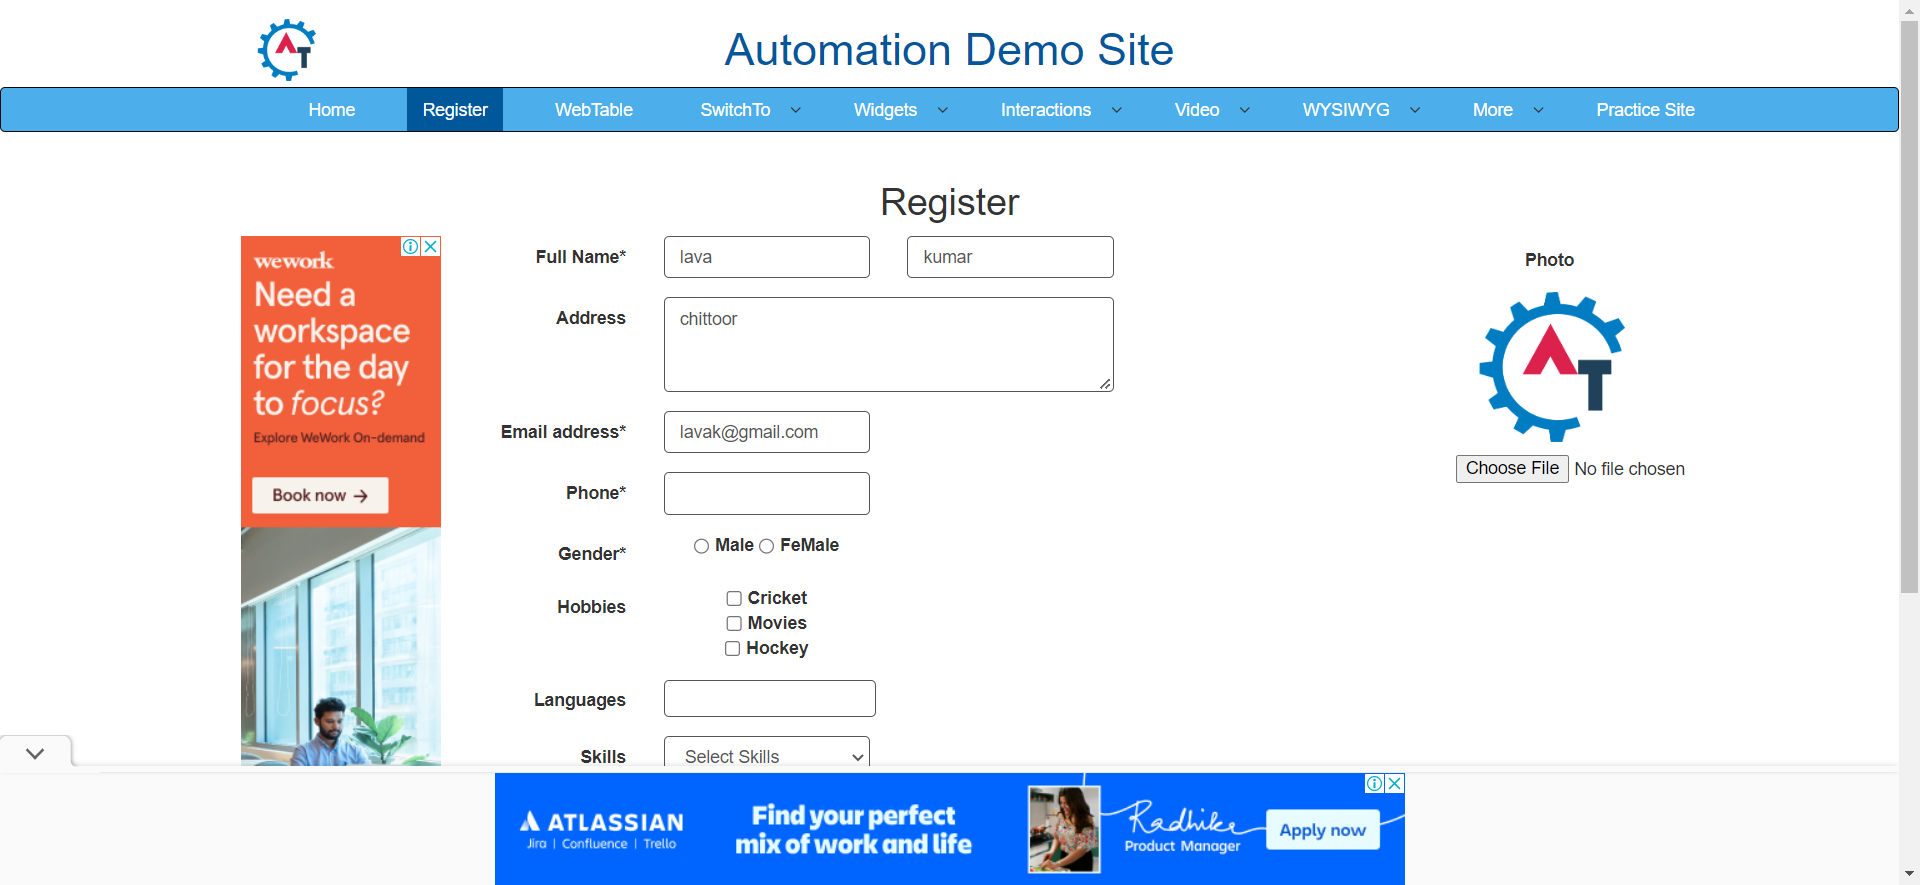 AT
Automation Demo Site
Home Register WebTable SwitchTo Widgets Interactions Video WYSIWYG More Practice Site
Register
wework
Need a
workspace
for the day
to focus?
Explore WeWork On-demand
Book now →
Full Name* lava kumar
Address chittoor
Email address* lavak@gmail.com
Phone*
Gender* Male FeMale
Hobbies Cricket
Movies
Hockey
Languages
Skills Select Skills
Photo
AT
Choose File No file chosen
ATLASSIAN
Jira | Confluence | Trello
Find your perfect
mix of work and life
Radhika
Product Manager
Apply now